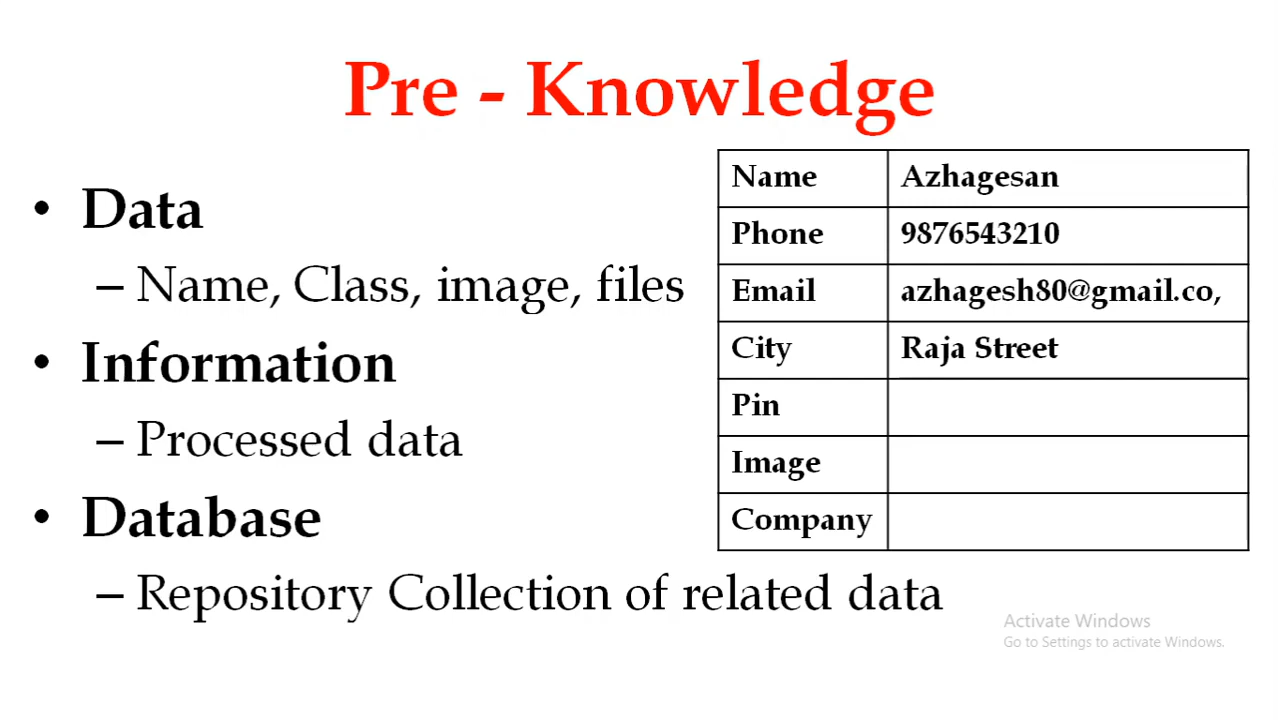 Pre - Knowledge
• Data
– Name, Class, image, files
• Information
– Processed data
• Database
– Repository Collection of related data
Name Azhagesan
Phone 9876543210
Email azhagesh80@gmail.co,
City Raja Street
Pin
Image
Company
Activate Windows
Go to Settings to activate Windows.